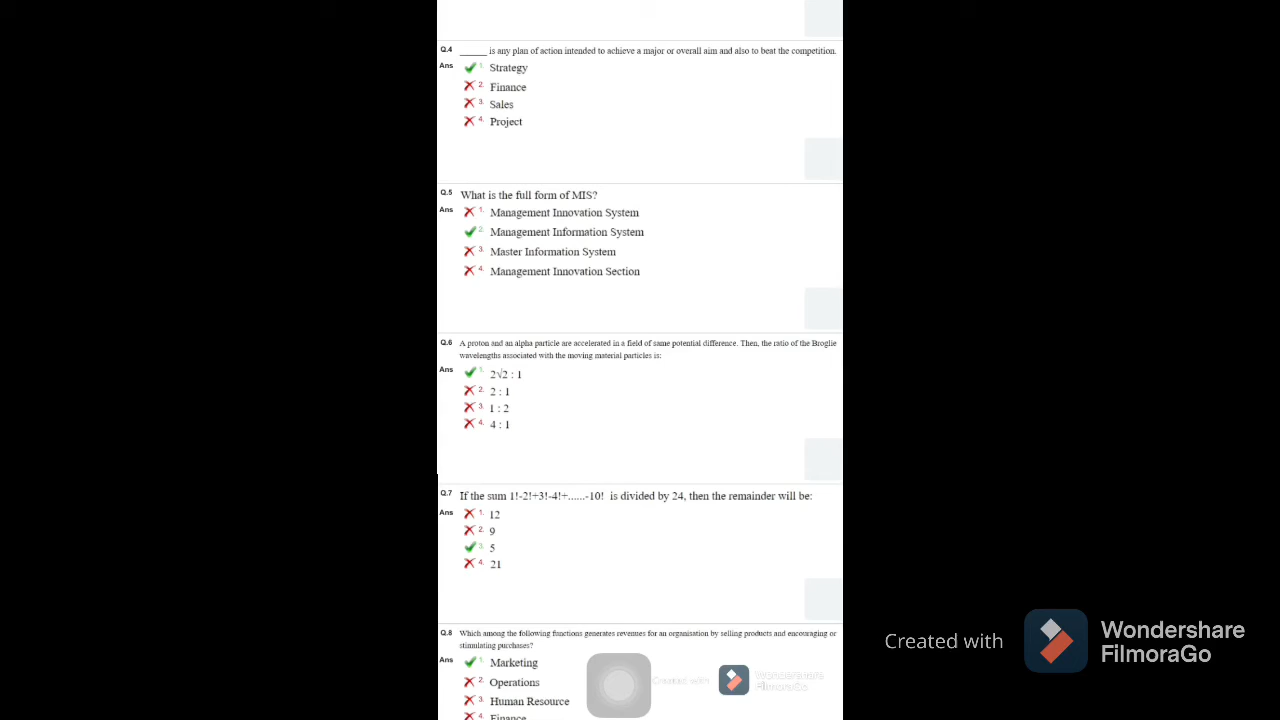 Q.4 ______ is any plan of action intended to achieve a major or overall aim and also to beat the competition.
Ans 1. Strategy
2. Finance
3. Sales
4. Project
Q.5 What is the full form of MIS?
Ans 1. Management Innovation System
2. Management Information System
3. Master Information System
4. Management Innovation Section
Q.6 A proton and an alpha particle are accelerated in a field of same potential difference. Then, the ratio of the Broglie
wavelengths associated with the moving material particles is:
Ans 1. 2√2 : 1
2. 2 : 1
3. 1 : 2
4. 4 : 1
Q.7 If the sum 1!-2!+3!-4!+......-10! is divided by 24, then the remainder will be:
Ans 1. 12
2. 9
3. 5
4. 21
Q.8 Which among the following functions generates revenues for an organisation by selling products and encouraging or
stimulating purchases?
Ans 1. Marketing
2. Operations
3. Human Resource
4. Finance
Created with Wondershare
FilmoraGo
Created with Wondershare
FilmoraGo